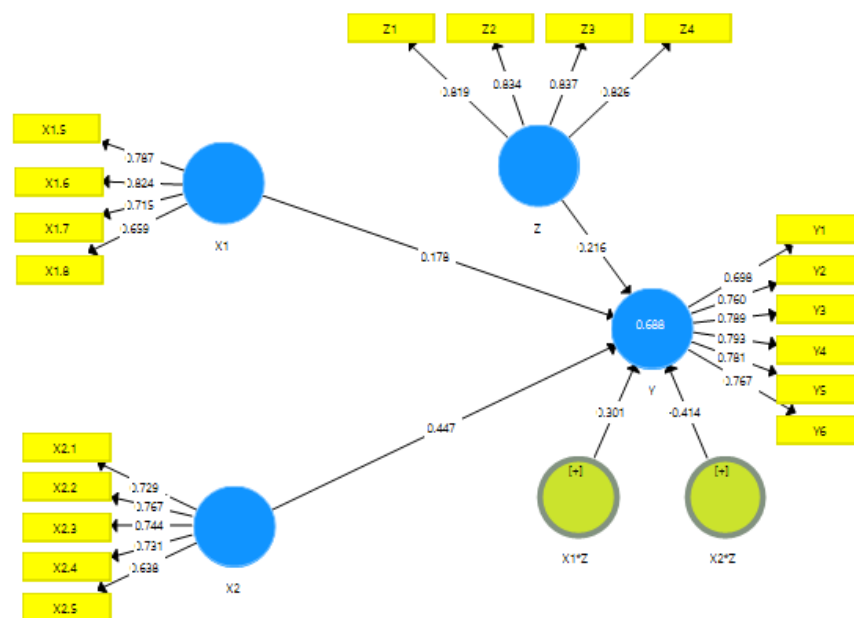 Z1
Z2
Z3
Z4
0.819
0.834
0.837
0.826
X1.5
X1.6
X1.7
X1.8
0.787
0.824
0.715
0.659
X1
Z
0.178
0.216
Y1
Y2
Y3
Y4
Y5
Y6
0.698
0.760
0.789
0.793
0.781
0.767
0.688
Y
0.447
0.301
-0.414
X2.1
X2.2
X2.3
X2.4
X2.5
0.729
0.767
0.744
0.731
0.638
X2
[+]
[+]
X1*Z
X2*Z